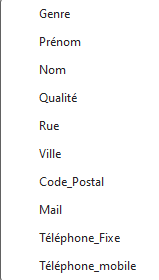 Genre
Prénom
Nom
Qualité
Rue
Ville
Code_Postal
Mail
Téléphone_Fixe
Téléphone_mobile